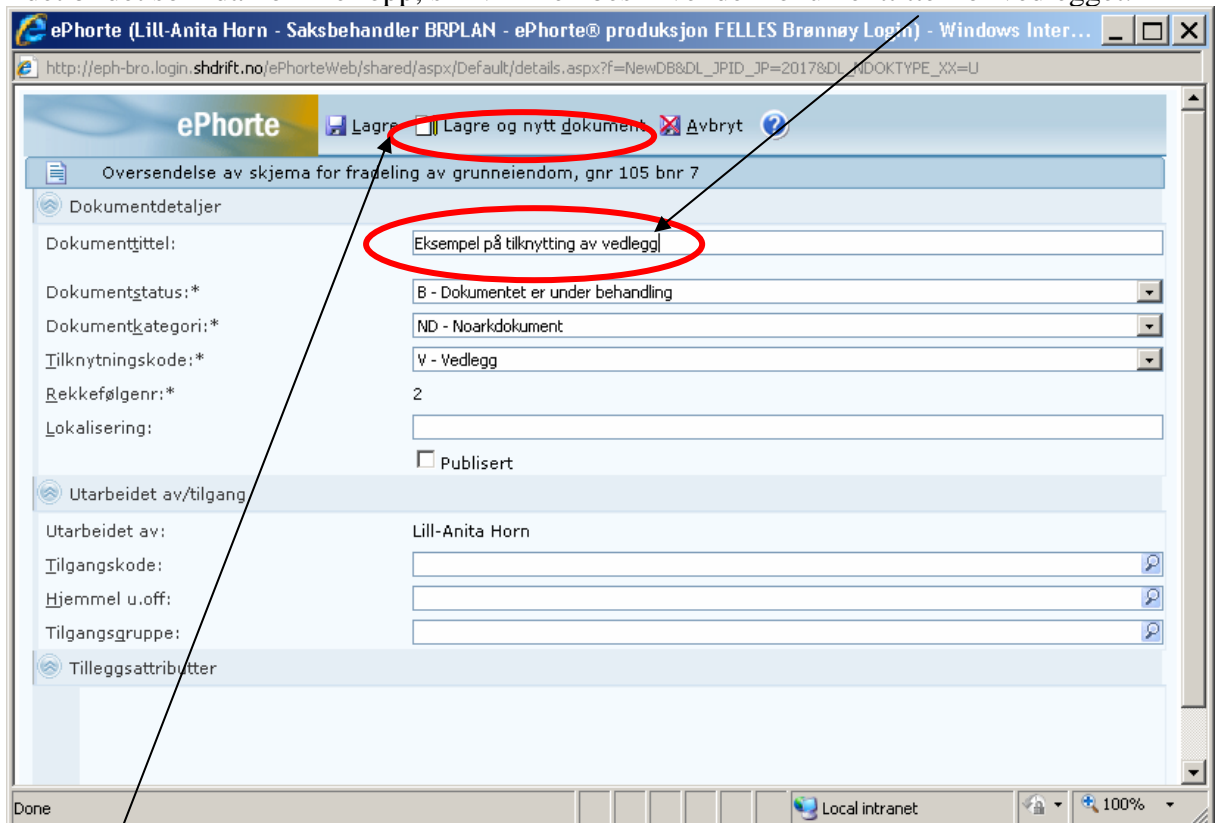 ePhorte (Lill-Anita Horn - Saksbehandler BRPLAN - ePhorte® produksjon FELLES Brønnøy Login) - Windows Inter...
http://eph-bro.login.shdrift.no/ePhorteWeb/shared/aspx/Default/details.aspx?f=NewDB&DL_JPID_JP=2017&DL_NDOKTYPE_XX=U
ePhorte Lagre Lagre og nytt dokument Avbryt ?
Oversendelse av skjema for fradeling av grunneiendom, gnr 105 bnr 7
Dokumentdetaljer
Dokumenttittel: Eksempel på tilknytting av vedlegg
Dokumentstatus:* B - Dokumentet er under behandling
Dokumentkategori:* ND - Noarkdokument
Tilknytningskode:* V - Vedlegg
Rekkefølgenr:* 2
Lokalisering:
Publisert
Utarbeidet av/tilgang
Utarbeidet av: Lill-Anita Horn
Tilgangskode:
Hjemmel u.off:
Tilgangsgruppe:
Tilleggsattributter
Done Local intranet 100%